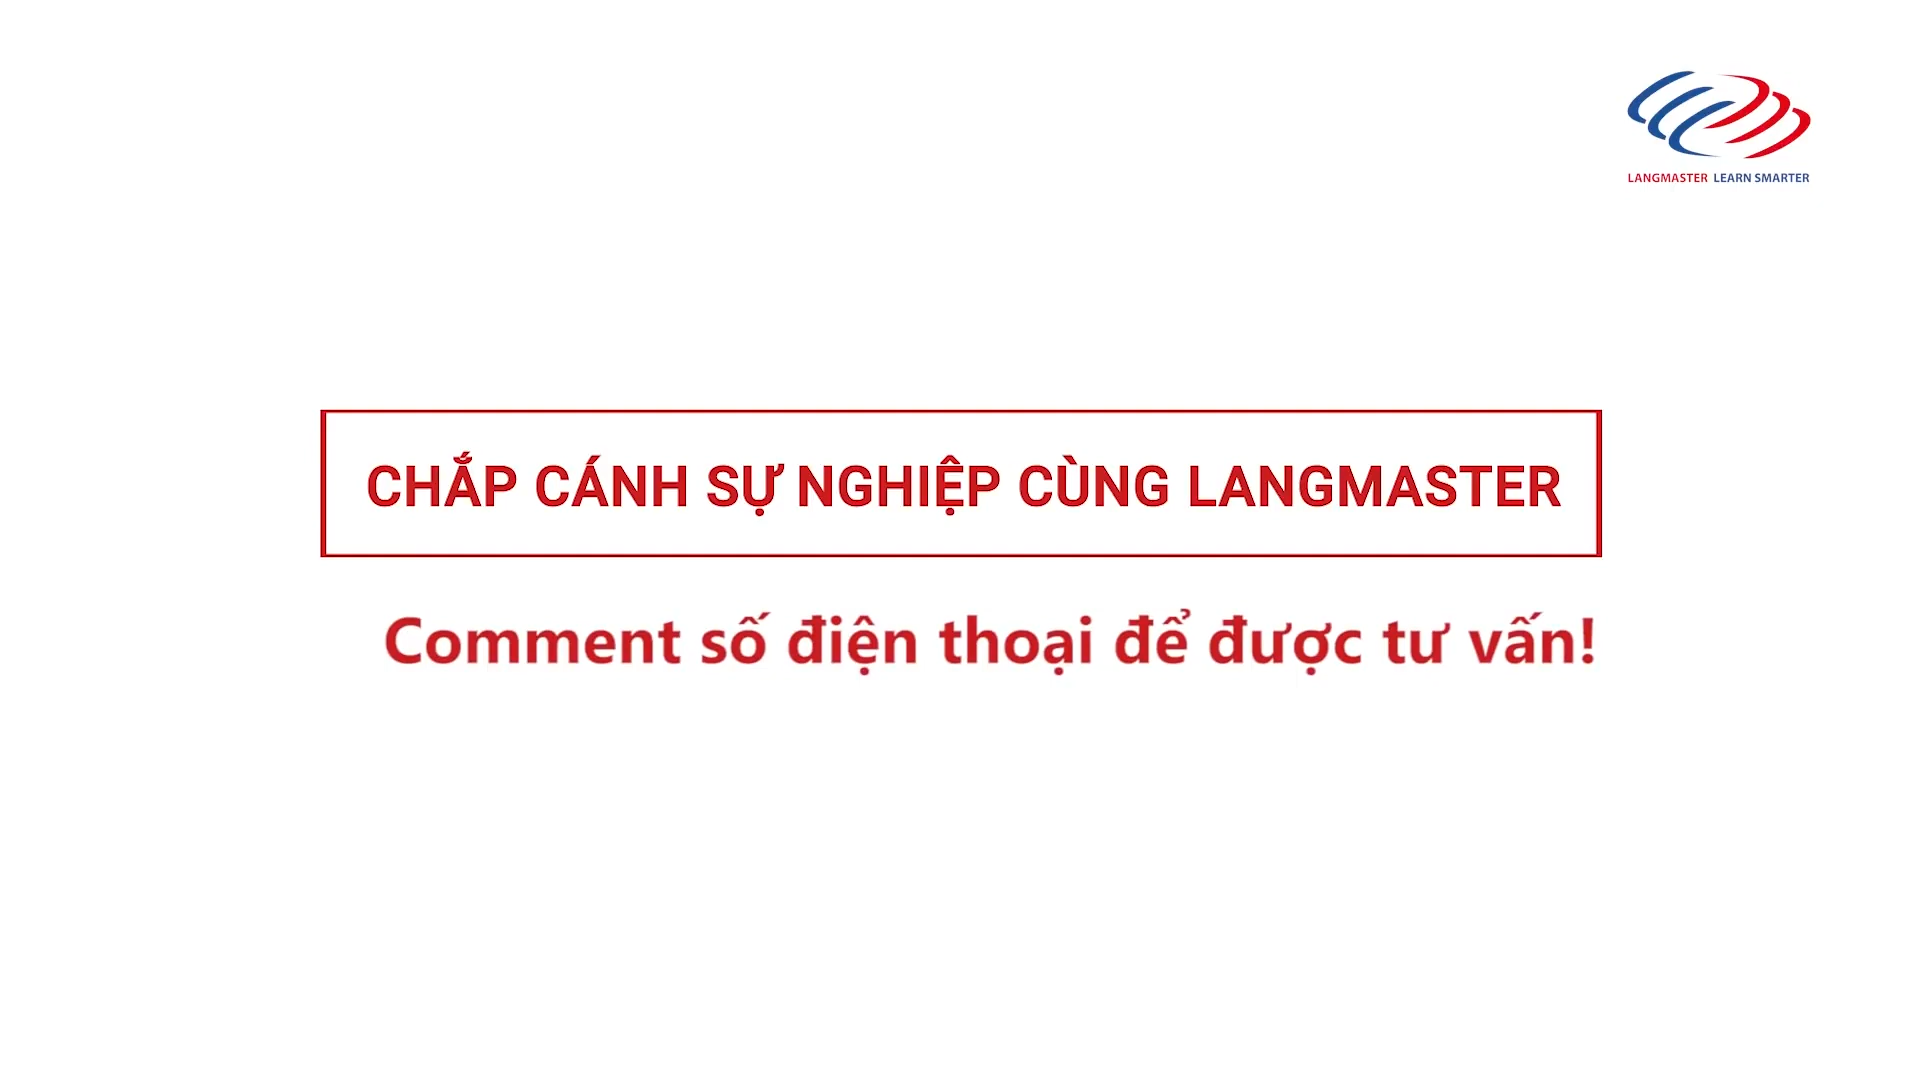 LANGMASTER LEARN SMARTER
CHẮP CÁNH SỰ NGHIỆP CÙNG LANGMASTER
Comment số điện thoại để được tư vấn!